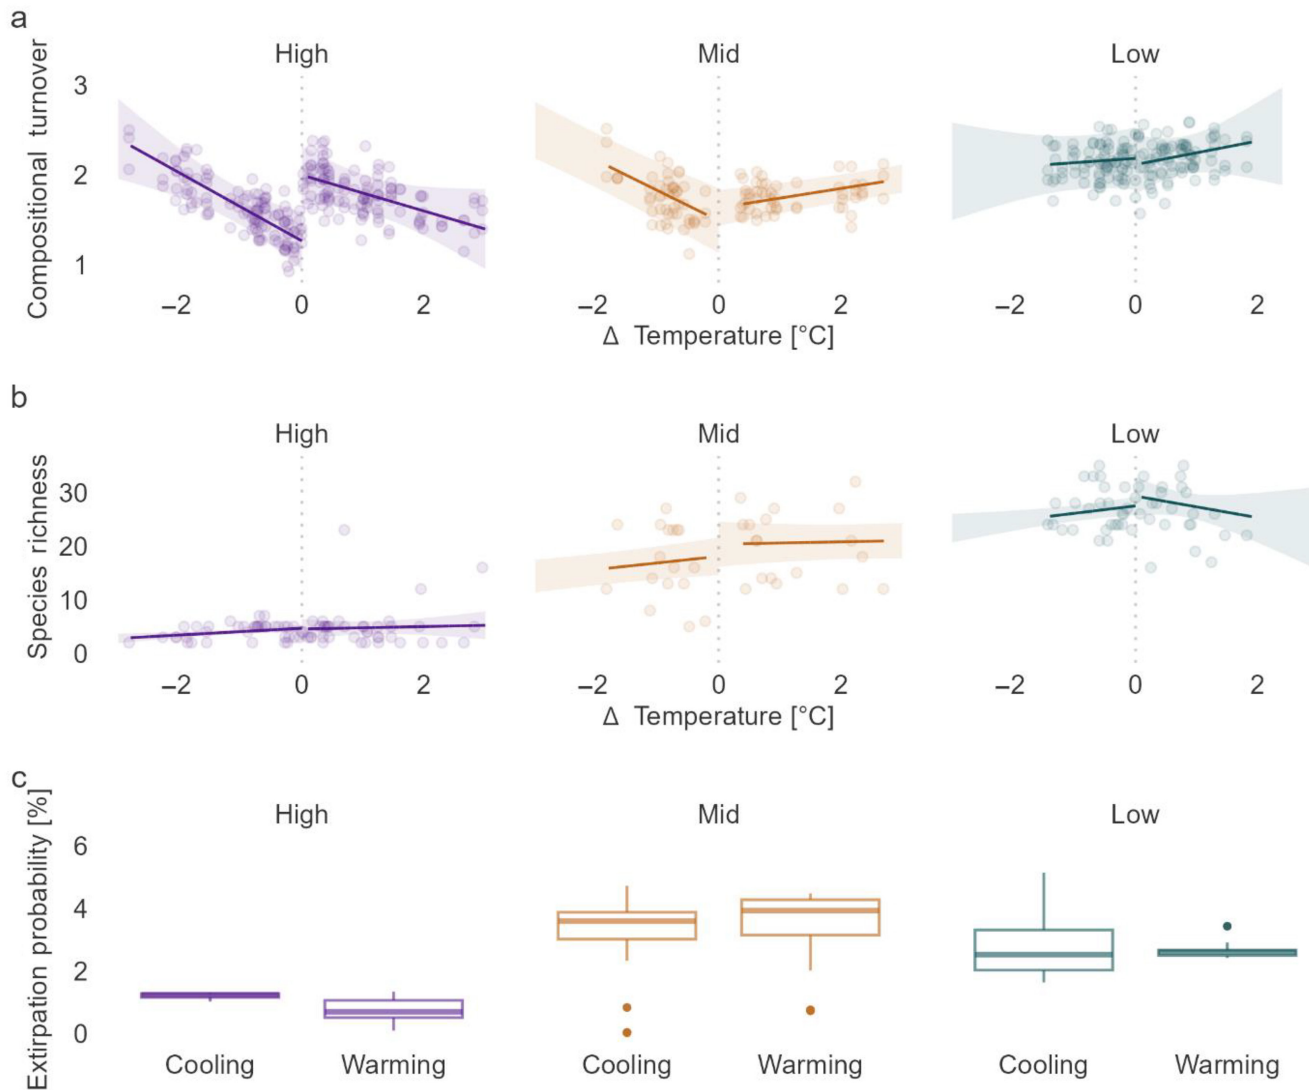 a
High Mid Low
Compositional turnover
3
2
1
–2 0 2 –2 0 2 –2 0 2
Δ Temperature [°C]
b
High Mid Low
Species richness
30
20
10
0
–2 0 2 –2 0 2 –2 0 2
Δ Temperature [°C]
c
High Mid Low
Extirpation probability [%]
6
4
2
0
Cooling Warming Cooling Warming Cooling Warming